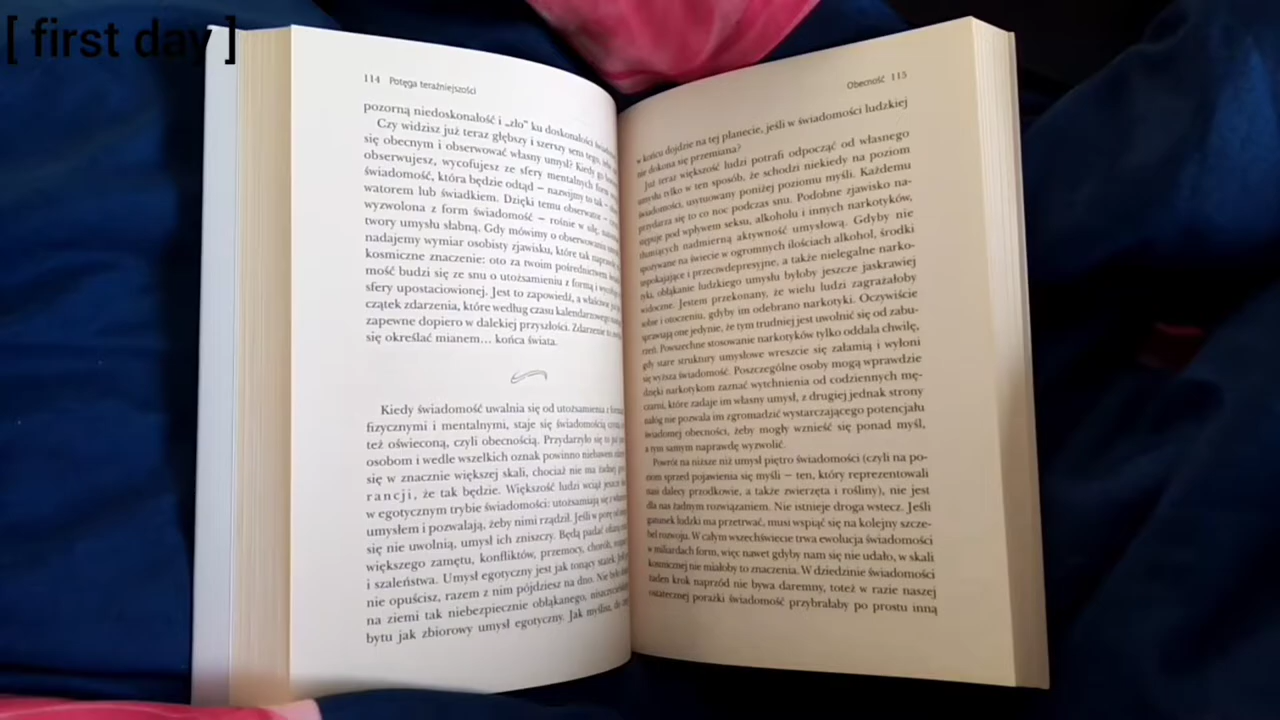 [ first day ]
114 Potęga teraźniejszości
pozorną niedoskonałość i „zło” ku doskonałości
Czy widzisz już teraz głębszy i szerszy sens tego, żeby
się obecnym i obserwować własny umysł? Kiedy go
obserwujesz, wycofujesz ze sfery mentalnych form
świadomość, która będzie odtąd – nazwijmy to tak –
watorem lub świadkiem. Dzięki temu obserwator –
wyzwolona z form świadomość – rośnie w siłę,
twory umysłu słabną. Gdy mówimy o obserwowaniu
nadajemy wymiar osobisty zjawisku, które tak naprawdę
kosmiczne znaczenie: oto za twoim pośrednictwem
mość budzi się ze snu o utożsamieniu z formą i
sfery upostaciowionej. Jest to zapowiedź, a właściwie
czątek zdarzenia, które według czasu kalendarzowego
zapewne dopiero w dalekiej przyszłości. Zdarzenie to
się określać mianem... końca świata.
Kiedy świadomość uwalnia się od utożsamienia z formami
fizycznymi i mentalnymi, staje się świadomością
też oświeconą, czyli obecnością. Przydarzyło się to już
osobom i wedle wszelkich oznak powinno niebawem
się w znacznie większej skali, chociaż nie ma żadnej
rancji, że tak będzie. Większość ludzi wciąż jeszcze
w egotycznym trybie świadomości: utożsamiają się z własnym
umysłem i pozwalają, żeby nimi rządził. Jeśli w porę od
się nie uwolnią, umysł ich zniszczy. Będą padać ofiarą
większego zamętu, konfliktów, przemocy, chorób,
i szaleństwa. Umysł egotyczny jest jak tonący statek. Jeśli
nie opuścisz, razem z nim pójdziesz na dno. Nie było
na ziemi tak niebezpiecznie obłąkanego,
bytu jak zbiorowy umysł egotyczny. Jak myślisz, do
Obecność 115
w końcu dojdzie na tej planecie, jeśli w świadomości ludzkiej
nie dokona się przemiana?
Już teraz większość ludzi potrafi odpocząć od własnego
umysłu tylko w ten sposób, że schodzi niekiedy na poziom
świadomości, usytuowany poniżej poziomu myśli. Każdemu
przydarza się to co noc podczas snu. Podobne zjawisko na-
stępuje pod wpływem seksu, alkoholu i innych narkotyków,
tłumiących nadmierną aktywność umysłową. Gdyby nie
spożywane na świecie w ogromnych ilościach alkohol, środki
uspokajające i przeciwdepresyjne, a także nielegalne narko-
tyki, obłąkanie ludzkiego umysłu byłoby jeszcze jaskrawiej
widoczne. Jestem przekonany, że wielu ludzi zagrażałoby
sobie i otoczeniu, gdyby im odebrano narkotyki. Oczywiście
sprawiają one jedynie, że tym trudniej jest uwolnić się od zabu-
rzeń. Powszechne stosowanie narkotyków tylko oddala chwilę,
gdy stare struktury umysłowe wreszcie się załamią i wyłoni
się wyższa świadomość. Poszczególne osoby mogą wprawdzie
dzięki narkotykom zaznać wytchnienia od codziennych mę-
czarni, które zadaje im własny umysł, z drugiej jednak strony
nałóg nie pozwala im zgromadzić wystarczającego potencjału
świadomej obecności, żeby mogły wznieść się ponad myśl,
a tym samym naprawdę wyzwolić.
Powrót na niższe niż umysł piętro świadomości (czyli na po-
ziom sprzed pojawienia się myśli – ten, który reprezentowali
nasi dalecy przodkowie, a także zwierzęta i rośliny), nie jest
dla nas żadnym rozwiązaniem. Nie istnieje droga wstecz. Jeśli
gatunek ludzki ma przetrwać, musi wspiąć się na kolejny szcze-
bel rozwoju. W całym wszechświecie trwa ewolucja świadomości
w miliardach form, więc nawet gdyby nam się nie udało, w skali
kosmicznej nie miałoby to znaczenia. W dziedzinie świadomości
żaden krok naprzód nie bywa daremny, toteż w razie naszej
ostatecznej porażki świadomość przybrałaby po prostu inną